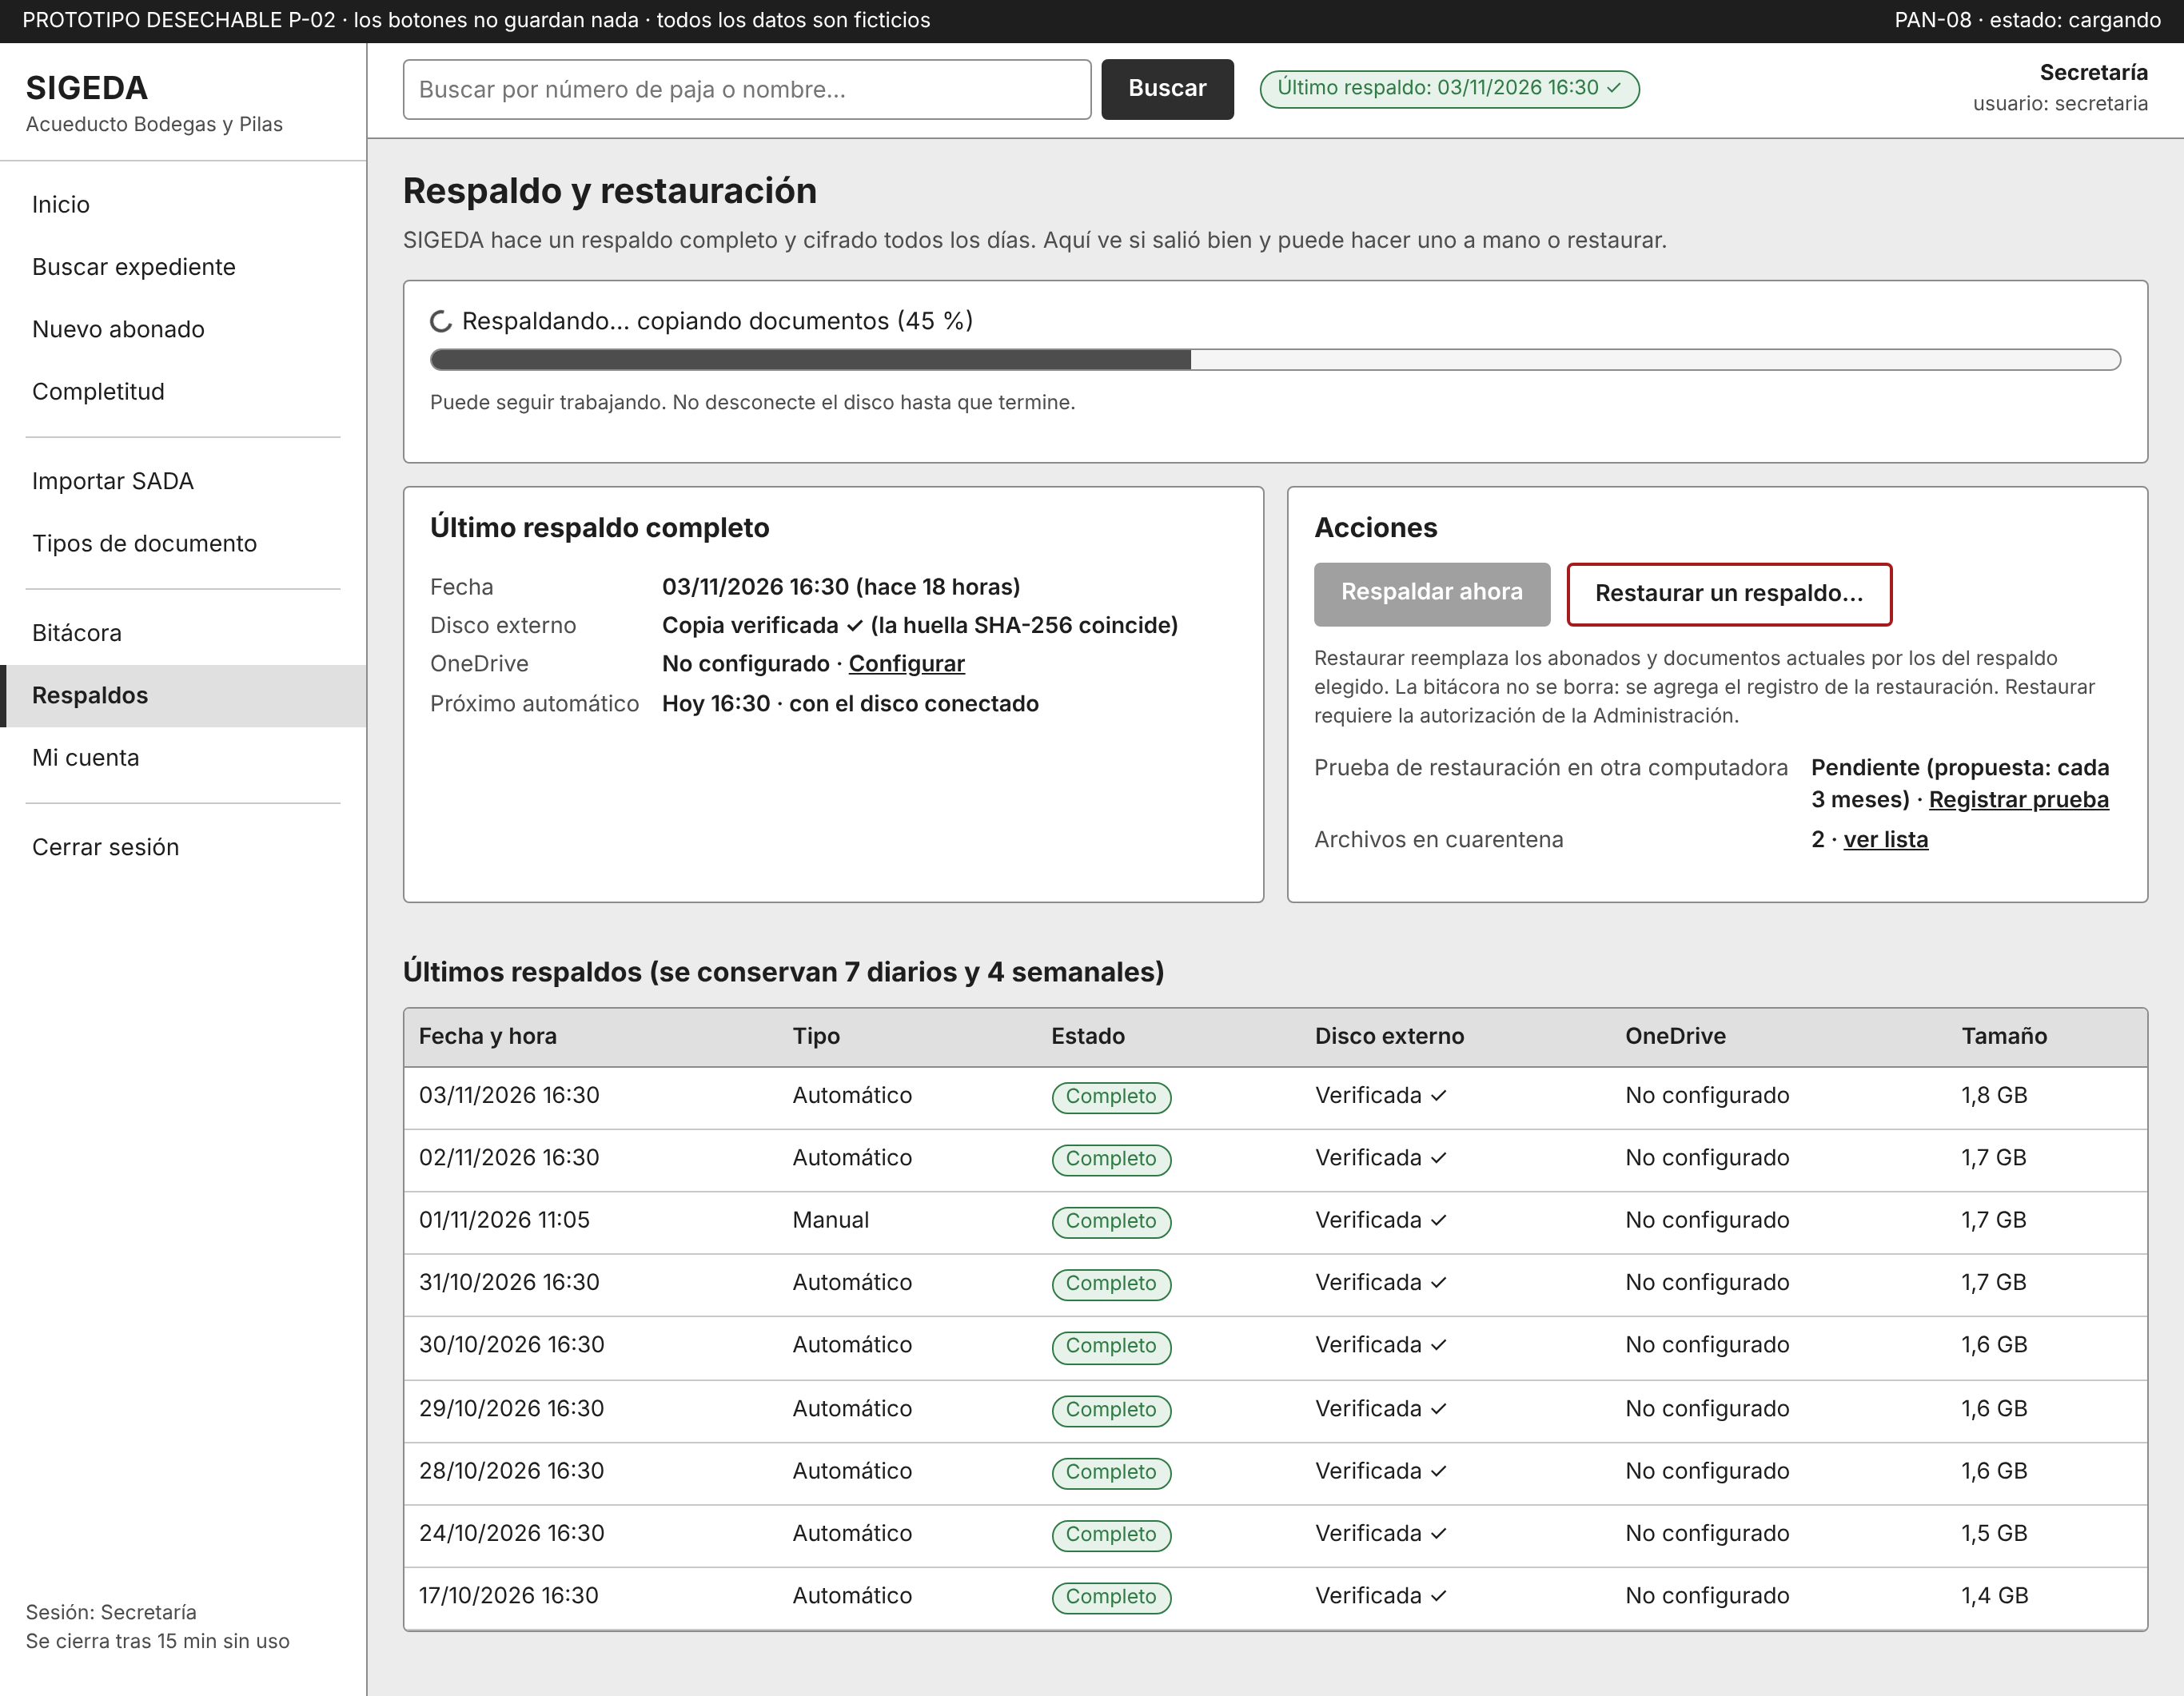 PROTOTIPO DESECHABLE P-02 · los botones no guardan nada · todos los datos son ficticios
PAN-08 · estado: cargando
SIGEDA
Acueducto Bodegas y Pilas
Inicio
Buscar expediente
Nuevo abonado
Completitud
Importar SADA
Tipos de documento
Bitácora
Respaldos
Mi cuenta
Cerrar sesión
Sesión: Secretaría
Se cierra tras 15 min sin uso
Buscar por número de paja o nombre...
Buscar
Último respaldo: 03/11/2026 16:30 ✓
Secretaría
usuario: secretaria
Respaldo y restauración
SIGEDA hace un respaldo completo y cifrado todos los días. Aquí ve si salió bien y puede hacer uno a mano o restaurar.
Respaldando... copiando documentos (45 %)
Puede seguir trabajando. No desconecte el disco hasta que termine.
Último respaldo completo
Fecha 03/11/2026 16:30 (hace 18 horas)
Disco externo Copia verificada ✓ (la huella SHA-256 coincide)
OneDrive No configurado · Configurar
Próximo automático Hoy 16:30 · con el disco conectado
Acciones
Respaldar ahora
Restaurar un respaldo...
Restaurar reemplaza los abonados y documentos actuales por los del respaldo
elegido. La bitácora no se borra: se agrega el registro de la restauración. Restaurar
requiere la autorización de la Administración.
Prueba de restauración en otra computadora Pendiente (propuesta: cada
3 meses) · Registrar prueba
Archivos en cuarentena 2 · ver lista
Últimos respaldos (se conservan 7 diarios y 4 semanales)
Fecha y hora Tipo Estado Disco externo OneDrive Tamaño
03/11/2026 16:30 Automático Completo Verificada ✓ No configurado 1,8 GB
02/11/2026 16:30 Automático Completo Verificada ✓ No configurado 1,7 GB
01/11/2026 11:05 Manual Completo Verificada ✓ No configurado 1,7 GB
31/10/2026 16:30 Automático Completo Verificada ✓ No configurado 1,7 GB
30/10/2026 16:30 Automático Completo Verificada ✓ No configurado 1,6 GB
29/10/2026 16:30 Automático Completo Verificada ✓ No configurado 1,6 GB
28/10/2026 16:30 Automático Completo Verificada ✓ No configurado 1,6 GB
24/10/2026 16:30 Automático Completo Verificada ✓ No configurado 1,5 GB
17/10/2026 16:30 Automático Completo Verificada ✓ No configurado 1,4 GB